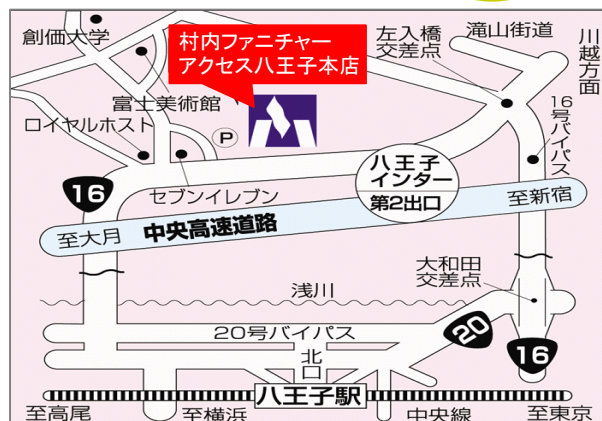 創価大学
村内ファニチャー
アクセス八王子本店
左入橋
交差点
滝山街道
川越方面
富士美術館
ロイヤルホスト
P
16号バイパス
八王子
インター
第2出口
16
セブンイレブン
至新宿
至大月
中央高速道路
大和田
交差点
浅川
20号バイパス
20
北口
16
八王子駅
至高尾
至横浜
中央線
至東京